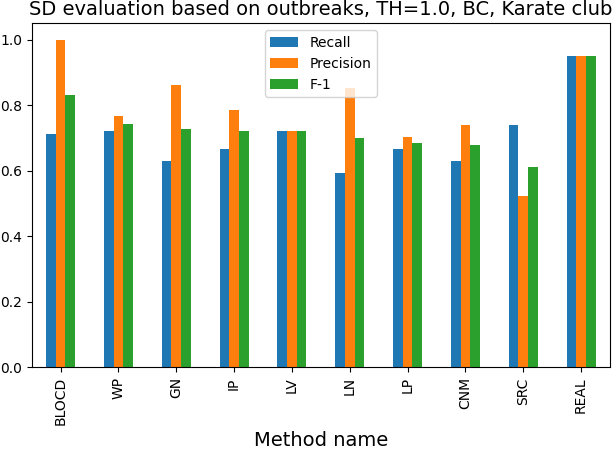 SD evaluation based on outbreaks, TH=1.0, BC, Karate club
Recall
Precision
F-1
1.0
0.8
0.6
0.4
0.2
0.0
BLOCD
WP
GN
IP
LV
LN
LP
CNM
SRC
REAL
Method name